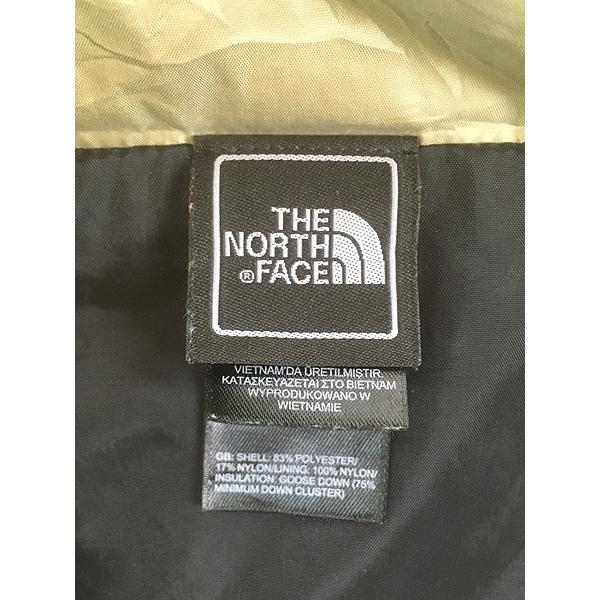 THE
NORTH
® FACE
VIETNAM'DA ÜRETILMISTIR.
ΚΑΤΑΣΚΕΥΑΖΕΤΑΙ ΣΤΟ ΒΙΕΤΝΑΜ
WYPRODUKOWANO W
WIETNAMIE
GB: SHELL: 83% POLYESTER/
17% NYLON/LINING: 100% NYLON/
INSULATION: GOOSE DOWN (75%
MINIMUM DOWN CLUSTER)